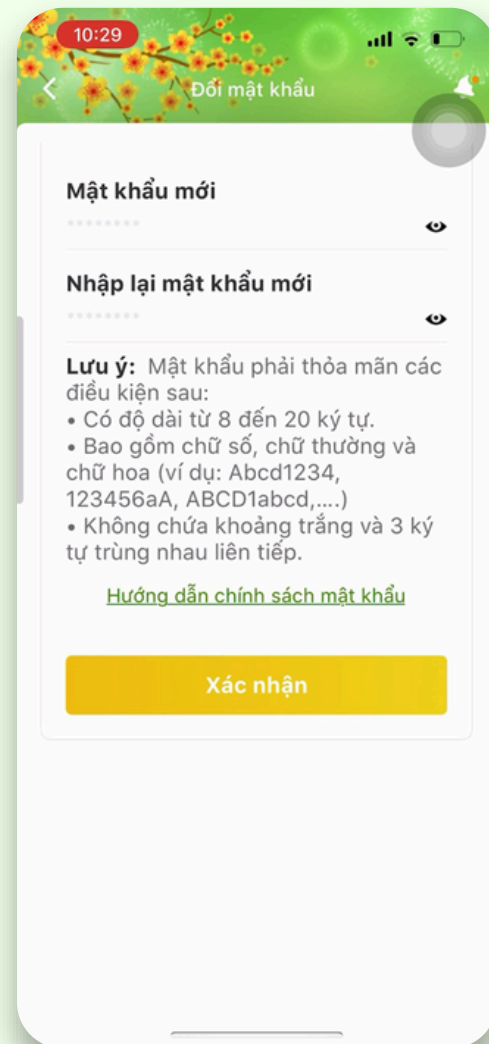 10:29
Đổi mật khẩu
Mật khẩu mới
Nhập lại mật khẩu mới
Lưu ý: Mật khẩu phải thỏa mãn các
điều kiện sau:
• Có độ dài từ 8 đến 20 ký tự.
• Bao gồm chữ số, chữ thường và
chữ hoa (ví dụ: Abcd1234,
123456aA, ABCD1abcd,....)
• Không chứa khoảng trắng và 3 ký
tự trùng nhau liên tiếp.
Hướng dẫn chính sách mật khẩu
Xác nhận